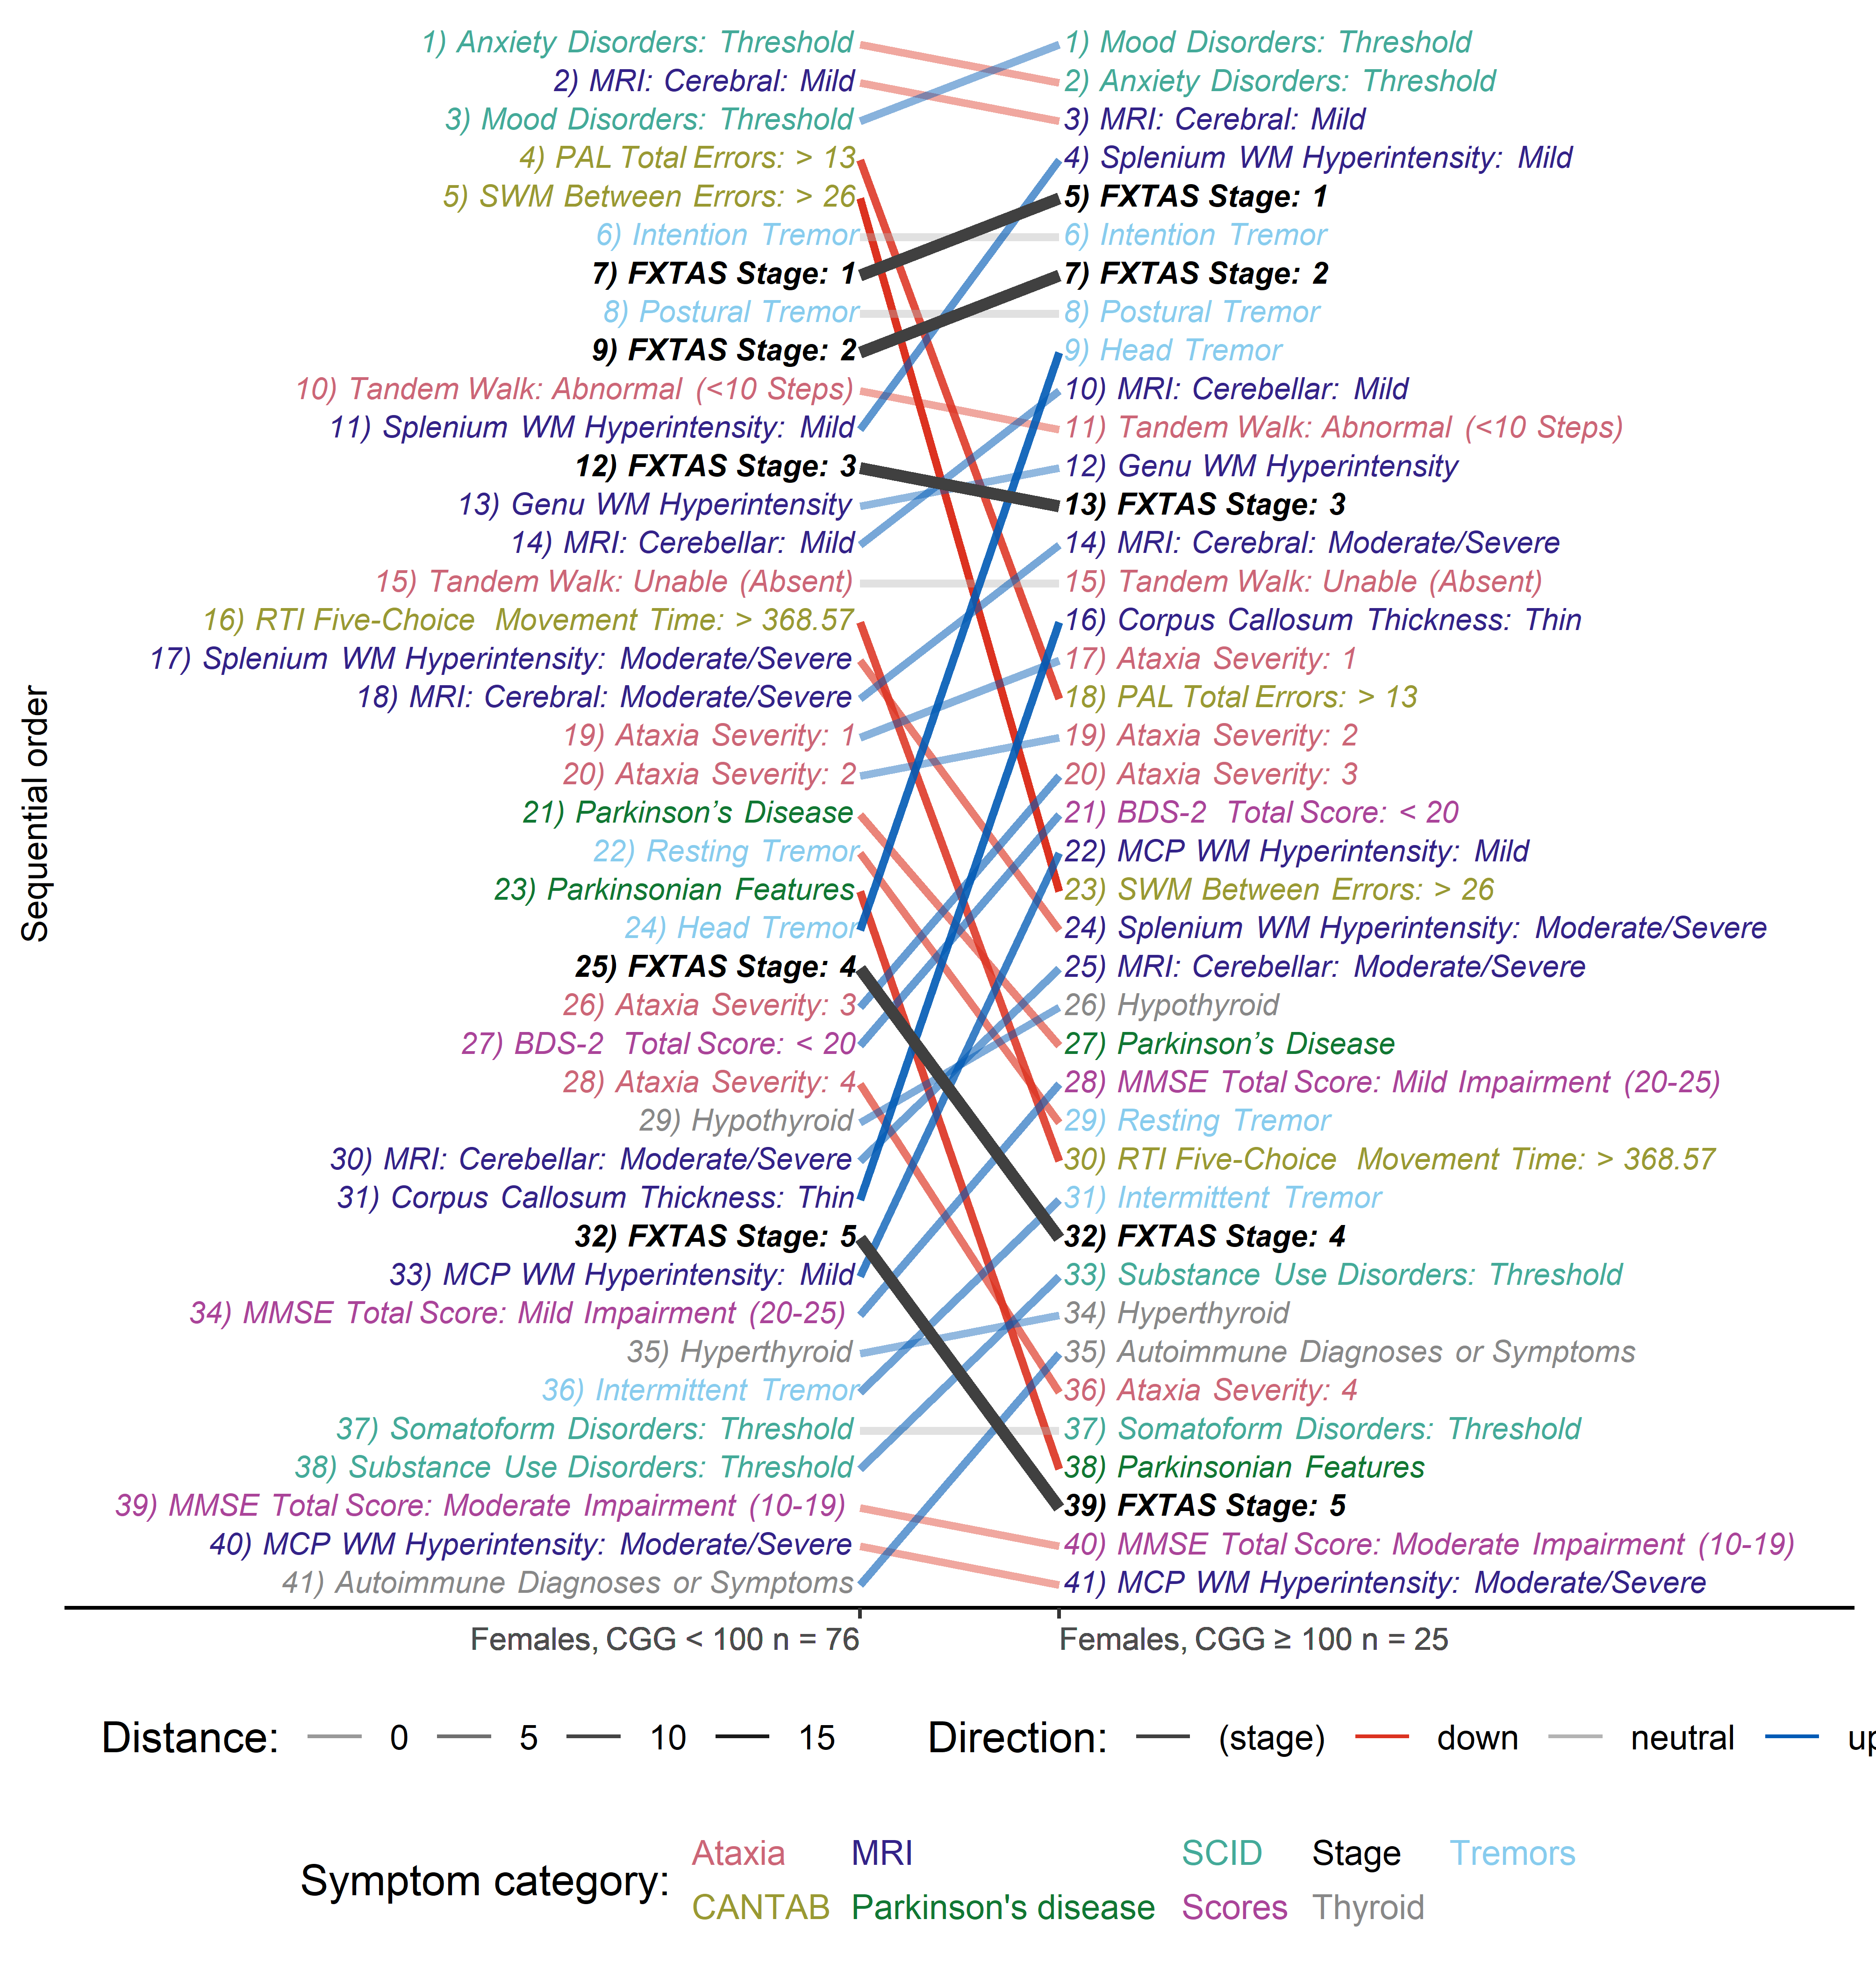 1) Anxiety Disorders: Threshold
2) MRI: Cerebral: Mild
3) Mood Disorders: Threshold
4) PAL Total Errors: > 13
5) SWM Between Errors: > 26
6) Intention Tremor
7) FXTAS Stage: 1
8) Postural Tremor
9) FXTAS Stage: 2
10) Tandem Walk: Abnormal (<10 Steps)
11) Splenium WM Hyperintensity: Mild
12) FXTAS Stage: 3
13) Genu WM Hyperintensity
14) MRI: Cerebellar: Mild
15) Tandem Walk: Unable (Absent)
16) RTI Five-Choice Movement Time: > 368.57
17) Splenium WM Hyperintensity: Moderate/Severe
18) MRI: Cerebral: Moderate/Severe
19) Ataxia Severity: 1
20) Ataxia Severity: 2
21) Parkinson's Disease
22) Resting Tremor
23) Parkinsonian Features
24) Head Tremor
25) FXTAS Stage: 4
26) Ataxia Severity: 3
27) BDS-2 Total Score: < 20
28) Ataxia Severity: 4
29) Hypothyroid
30) MRI: Cerebellar: Moderate/Severe
31) Corpus Callosum Thickness: Thin
32) FXTAS Stage: 5
33) MCP WM Hyperintensity: Mild
34) MMSE Total Score: Mild Impairment (20-25)
35) Hyperthyroid
36) Intermittent Tremor
37) Somatoform Disorders: Threshold
38) Substance Use Disorders: Threshold
39) MMSE Total Score: Moderate Impairment (10-19)
40) MCP WM Hyperintensity: Moderate/Severe
41) Autoimmune Diagnoses or Symptoms
1) Mood Disorders: Threshold
2) Anxiety Disorders: Threshold
3) MRI: Cerebral: Mild
4) Splenium WM Hyperintensity: Mild
5) FXTAS Stage: 1
6) Intention Tremor
7) FXTAS Stage: 2
8) Postural Tremor
9) Head Tremor
10) MRI: Cerebellar: Mild
11) Tandem Walk: Abnormal (<10 Steps)
12) Genu WM Hyperintensity
13) FXTAS Stage: 3
14) MRI: Cerebral: Moderate/Severe
15) Tandem Walk: Unable (Absent)
16) Corpus Callosum Thickness: Thin
17) Ataxia Severity: 1
18) PAL Total Errors: > 13
19) Ataxia Severity: 2
20) Ataxia Severity: 3
21) BDS-2 Total Score: < 20
22) MCP WM Hyperintensity: Mild
23) SWM Between Errors: > 26
24) Splenium WM Hyperintensity: Moderate/Severe
25) MRI: Cerebellar: Moderate/Severe
26) Hypothyroid
27) Parkinson's Disease
28) MMSE Total Score: Mild Impairment (20-25)
29) Resting Tremor
30) RTI Five-Choice Movement Time: > 368.57
31) Intermittent Tremor
32) FXTAS Stage: 4
33) Substance Use Disorders: Threshold
34) Hyperthyroid
35) Autoimmune Diagnoses or Symptoms
36) Ataxia Severity: 4
37) Somatoform Disorders: Threshold
38) Parkinsonian Features
39) FXTAS Stage: 5
40) MMSE Total Score: Moderate Impairment (10-19)
41) MCP WM Hyperintensity: Moderate/Severe
Sequential order
Females, CGG < 100 n = 76
Females, CGG ≥ 100 n = 25
Distance: 0 5 10 15
Direction: (stage) down neutral up
Symptom category:
Ataxia MRI SCID Stage Tremors
CANTAB Parkinson's disease Scores Thyroid